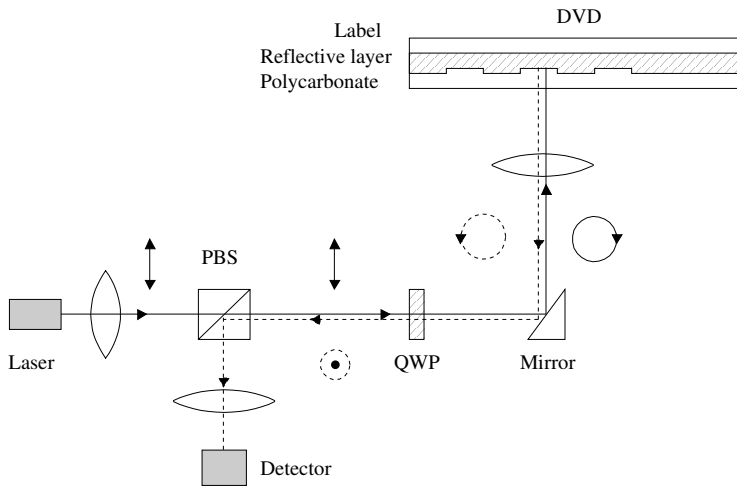 DVD
Label
Reflective layer
Polycarbonate
PBS
Laser
QWP
Mirror
Detector